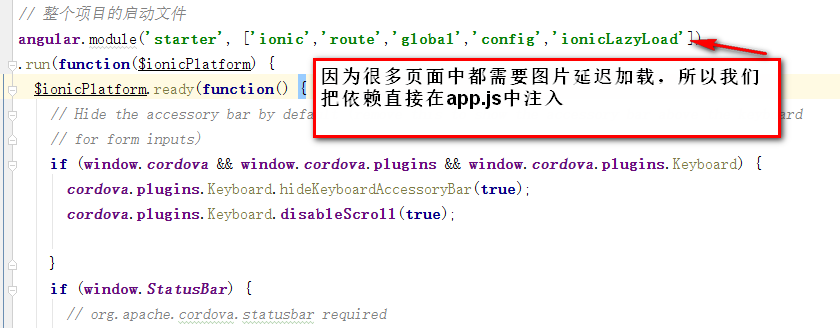 // 整个项目的启动文件
angular.module('starter', ['ionic','route','global','config','ionicLazyLoad'])
.run(function($ionicPlatform) {
$ionicPlatform.ready(function() {
因为很多页面中都需要图片延迟加载，所以我们
把依赖直接在app.js中注入
// Hide the accessory bar by defa
// for form inputs)
if (window.cordova && window.cordova.plugins && window.cordova.plugins.Keyboard) {
cordova.plugins.Keyboard.hideKeyboardAccessoryBar(true);
cordova.plugins.Keyboard.disableScroll(true);
}
if (window.StatusBar) {
// org.apache.cordova.statusbar required